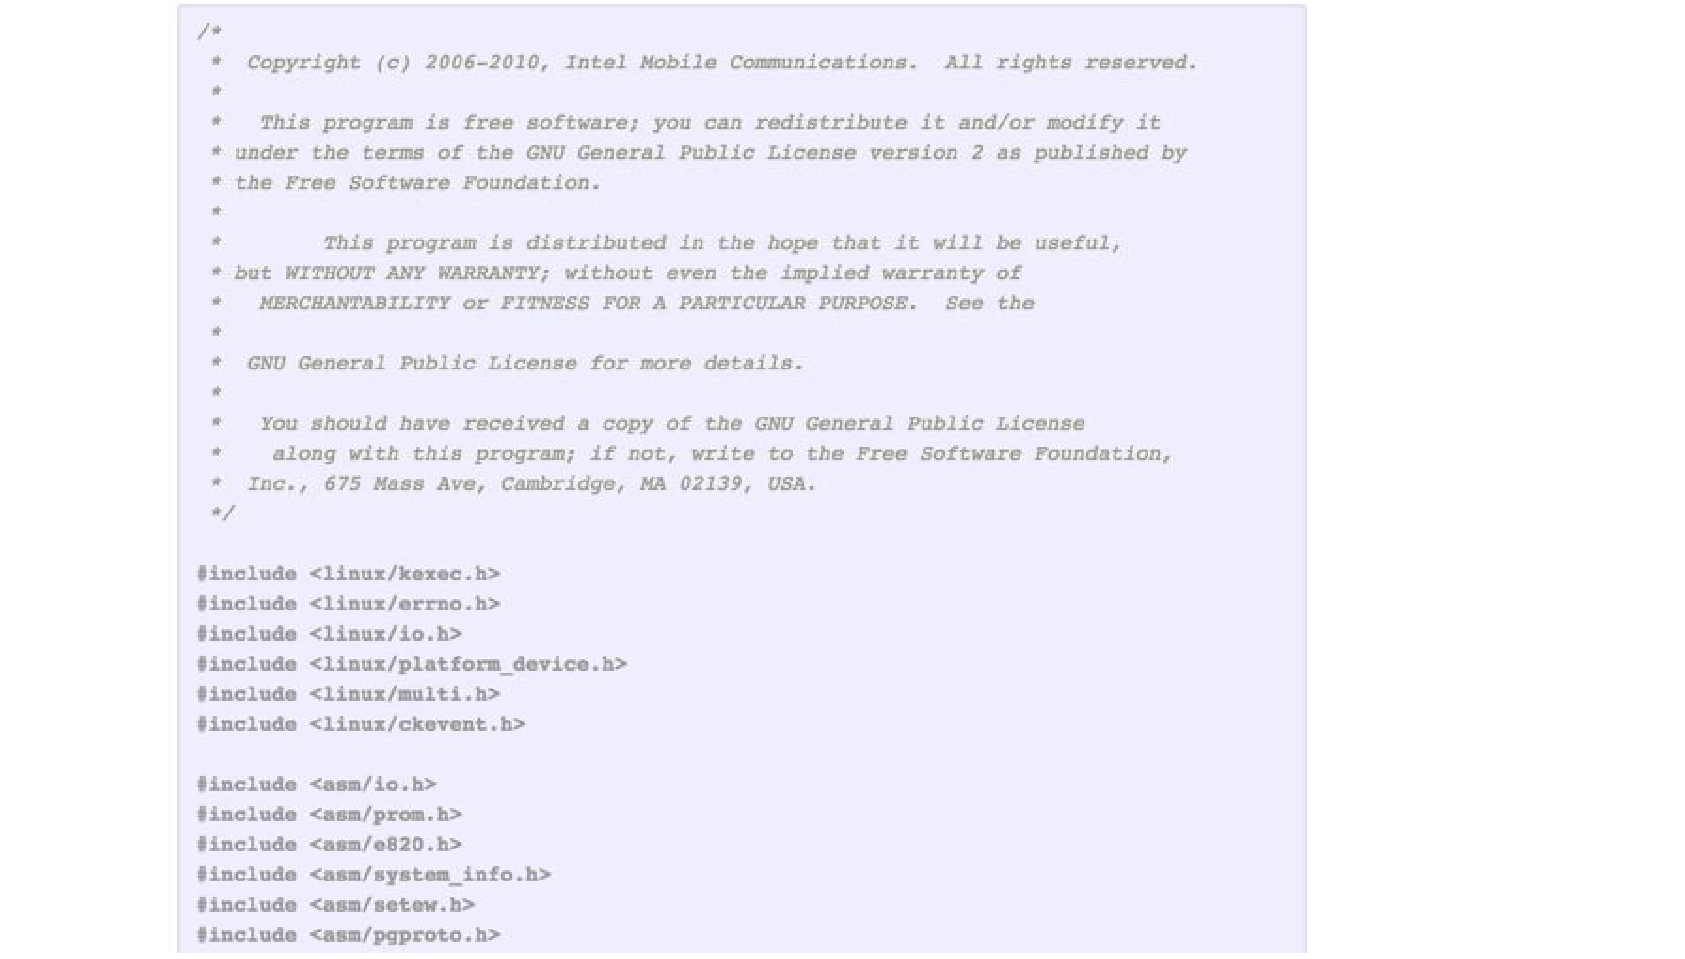 /*
 *  Copyright (c) 2006-2010, Intel Mobile Communications.  All rights reserved.
 *
 *   This program is free software; you can redistribute it and/or modify it
 * under the terms of the GNU General Public License version 2 as published by
 * the Free Software Foundation.
 *
 *        This program is distributed in the hope that it will be useful,
 * but WITHOUT ANY WARRANTY; without even the implied warranty of
 *   MERCHANTABILITY or FITNESS FOR A PARTICULAR PURPOSE.  See the
 *
 *  GNU General Public License for more details.
 *
 *   You should have received a copy of the GNU General Public License
 *    along with this program; if not, write to the Free Software Foundation,
 *  Inc., 675 Mass Ave, Cambridge, MA 02139, USA.
 */
#include <linux/kexec.h>
#include <linux/errno.h>
#include <linux/io.h>
#include <linux/platform_device.h>
#include <linux/multi.h>
#include <linux/ckevent.h>
#include <asm/io.h>
#include <asm/prom.h>
#include <asm/e820.h>
#include <asm/system_info.h>
#include <asm/setew.h>
#include <asm/pgproto.h>